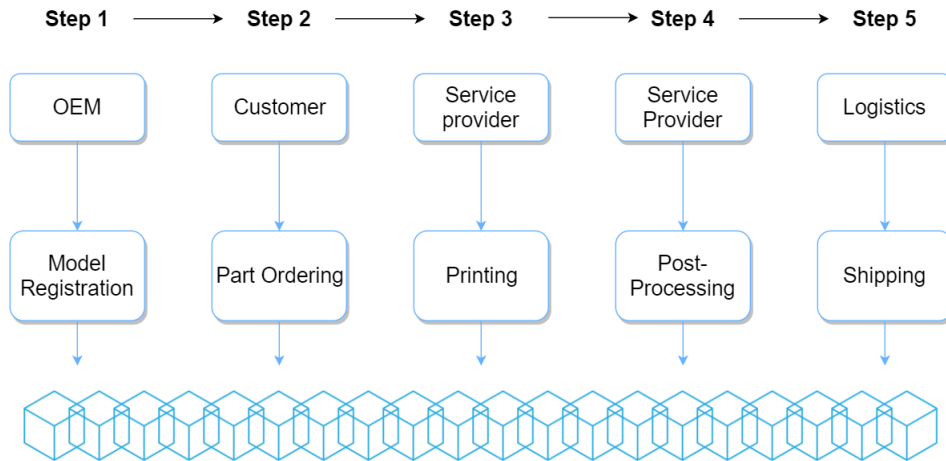 Step 1
Step 2
Step 3
Step 4
Step 5
OEM
Customer
Service
provider
Service
Provider
Logistics
Model
Registration
Part Ordering
Printing
Post-
Processing
Shipping